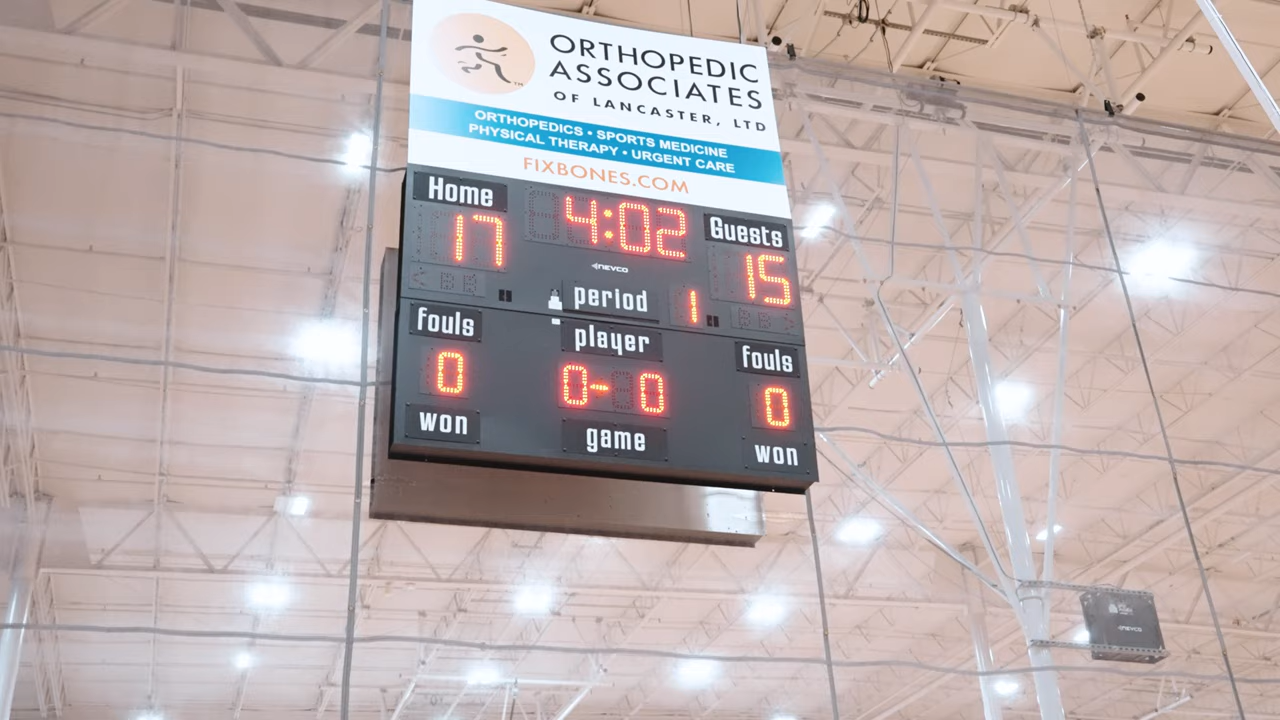 ORTHOPEDIC
ASSOCIATES
OF LANCASTER, LTD
ORTHOPEDICS • SPORTS MEDICINE
PHYSICAL THERAPY • URGENT CARE
FIXBONES.COM
Home 4:02 Guests
17 15
NEVCO
period 1
fouls player fouls
0 0- 0 0
won game won
NEVCO